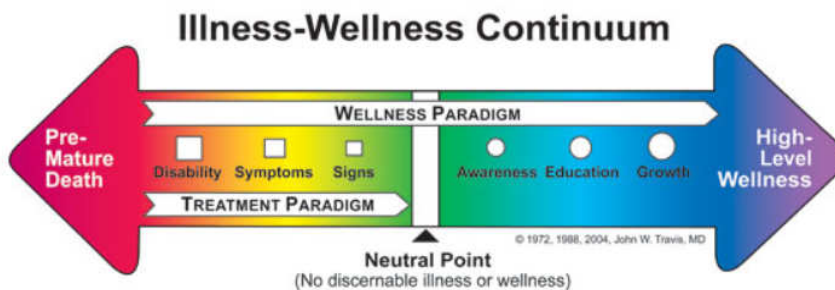 Illness-Wellness Continuum
WELLNESS PARADIGM
Pre-
Mature
Death
Disability
Symptoms
Signs
Awareness
Education
Growth
High-
Level
Wellness
TREATMENT PARADIGM
© 1972, 1988, 2004, John W. Travis, MD
Neutral Point
(No discernable illness or wellness)